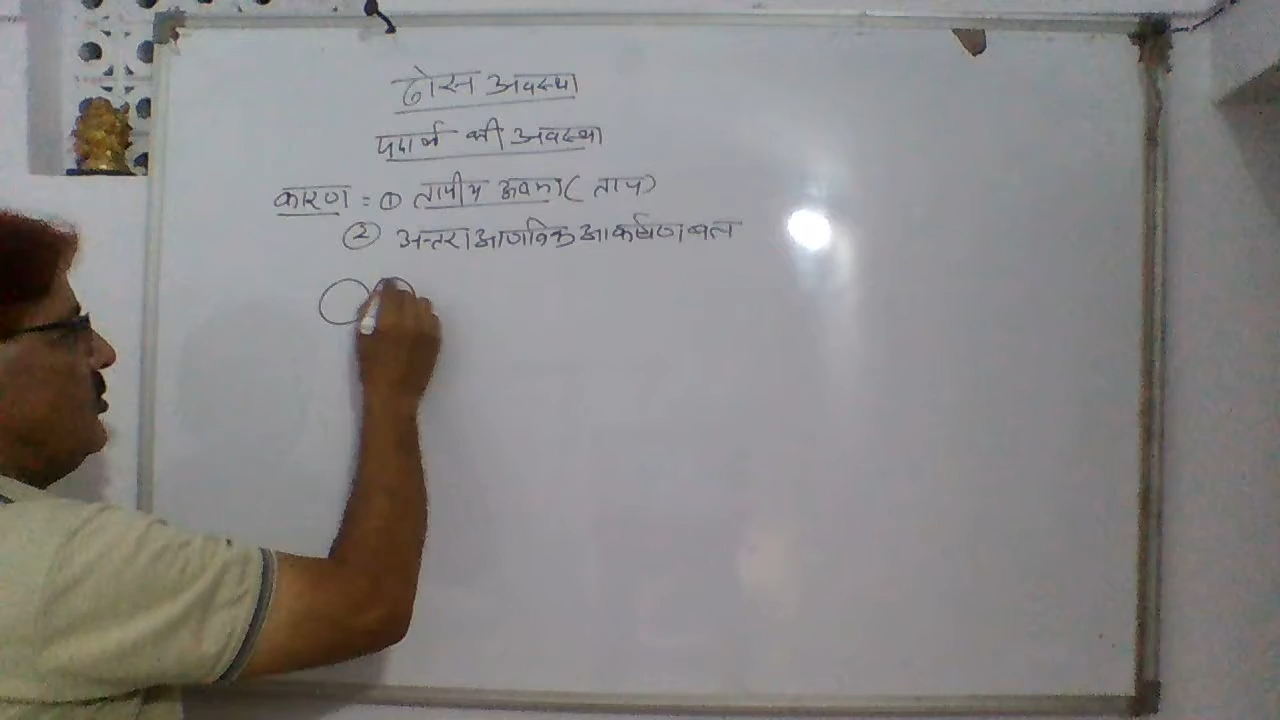 ठोस अवस्था
पदार्थ की अवस्था
कारण = ① तापीय ऊर्जा ( ताप )
② अन्तराआणविक आकर्षण बल